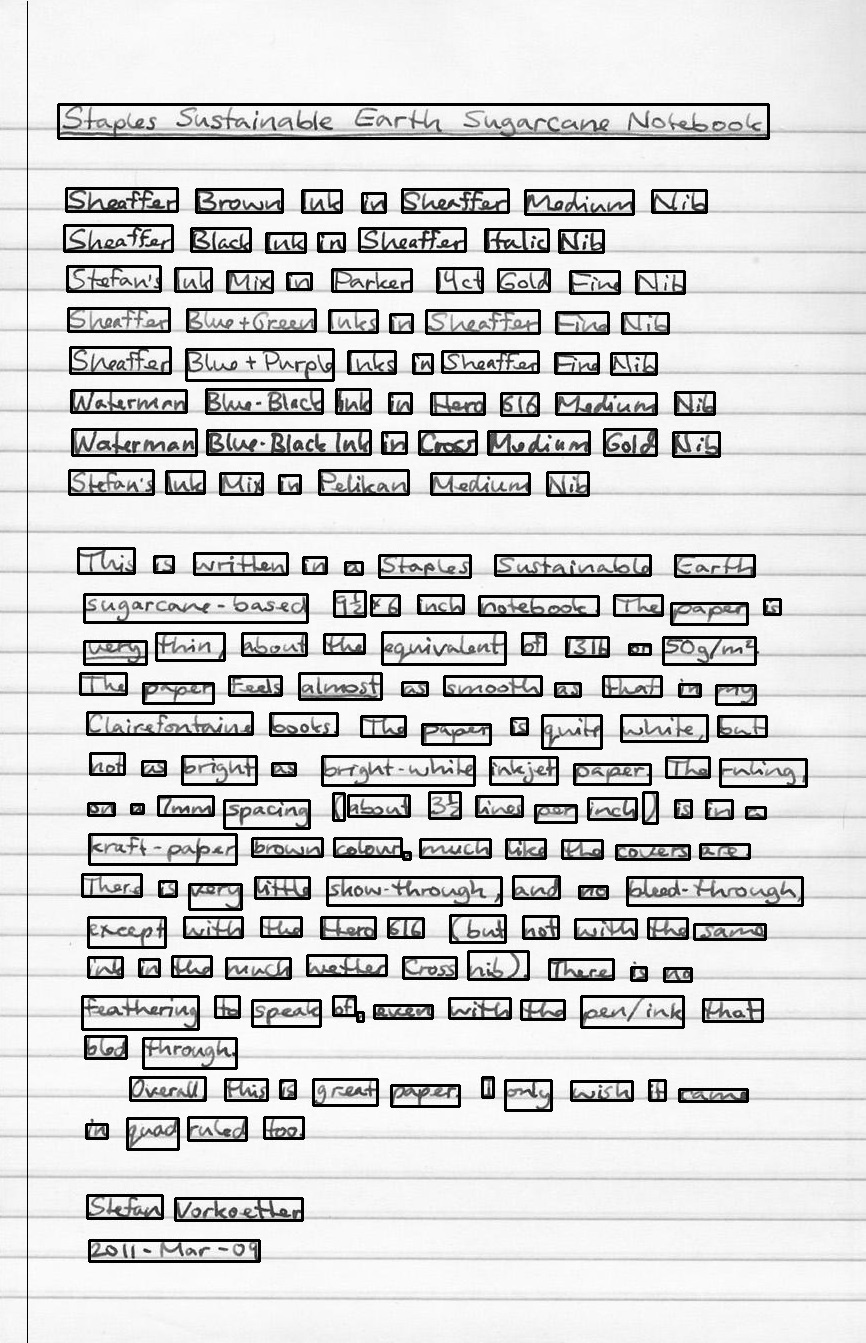 Staples Sustainable Earth Sugarcane Notebook
Sheaffer Brown Ink in Sheaffer Medium Nib
Sheaffer Black Ink in Sheaffer Italic Nib
Stefan's Ink Mix in Parker 14ct Gold Fine Nib
Sheaffer Blue+Green Inks in Sheaffer Fine Nib
Sheaffer Blue + Purple Inks in Sheaffer Fine Nib
Waterman Blue-Black Ink in Hero 616 Medium Nib
Waterman Blue-Black Ink in Cross Medium Gold Nib
Stefan's Ink Mix in Pelikan Medium Nib
This is written in a Staples Sustainable Earth
sugarcane-based 9½ × 6 inch notebook. The paper is
very thin, about the equivalent of 13lb or 50g/m².
The paper feels almost as smooth as that in my
Clairefontaine books. The paper is quite white, but
not as bright as bright-white inkjet paper. The ruling,
on a 7mm spacing (about 3½ lines per inch) is in a
kraft-paper brown colour, much like the covers are.
There is very little show-through, and no bleed-through,
except with the Hero 616 (but not with the same
ink in the much wetter Cross nib). There is no
feathering to speak of, even with the pen/ink that
bled through.
Overall this is great paper. I only wish it came
in quad ruled too.
Stefan Vorkoetter
2011-Mar-09